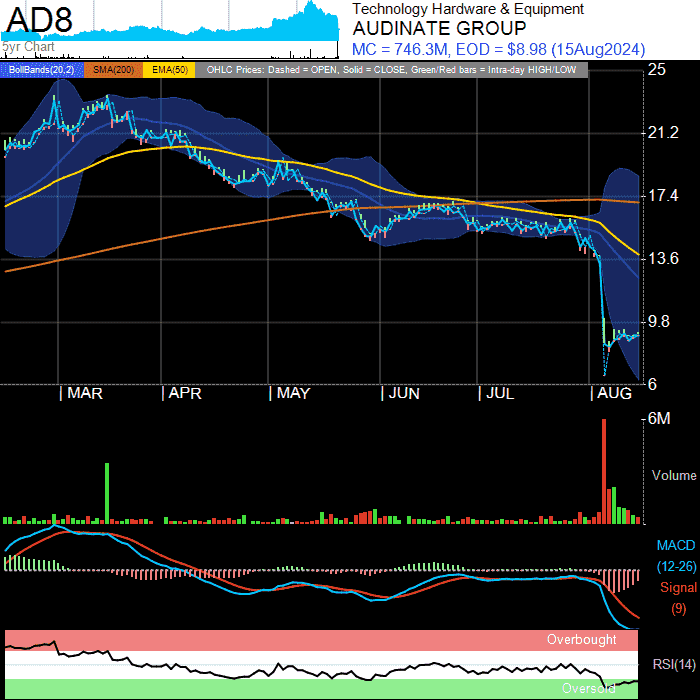 AD8
5yr Chart
Technology Hardware & Equipment
AUDINATE GROUP
MC = 746.3M, EOD = $8.98 (15Aug2024)
BollBands(20,2) SMA(200) EMA(50) OHLC Prices: Dashed = OPEN, Solid = CLOSE, Green/Red bars = Intra-day HIGH/LOW
25
21.2
17.4
13.6
9.8
6
MAR APR MAY JUN JUL AUG
6M
Volume
MACD
(12-26)
Signal
(9)
Overbought
RSI(14)
Oversold